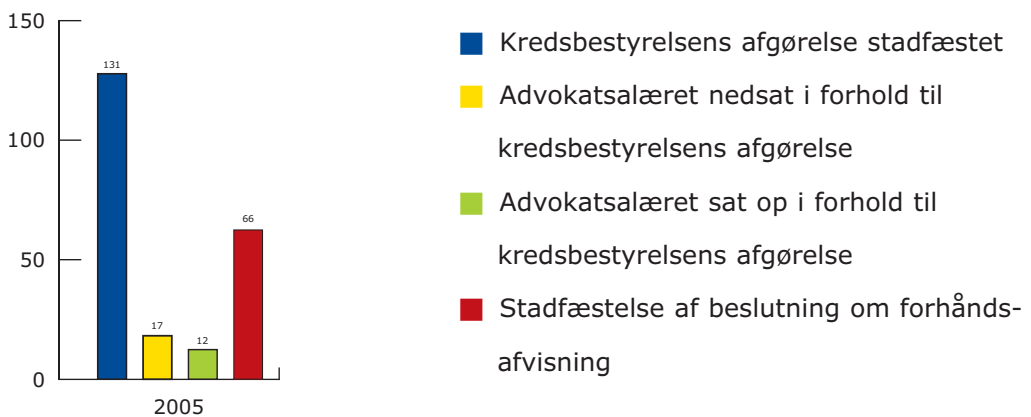 150
131
100
66
50
17
12
0
2005
Kredsbestyrelsens afgørelse stadfæstet
Advokatsalæret nedsat i forhold til
kredsbestyrelsens afgørelse
Advokatsalæret sat op i forhold til
kredsbestyrelsens afgørelse
Stadfæstelse af beslutning om forhånds-
afvisning